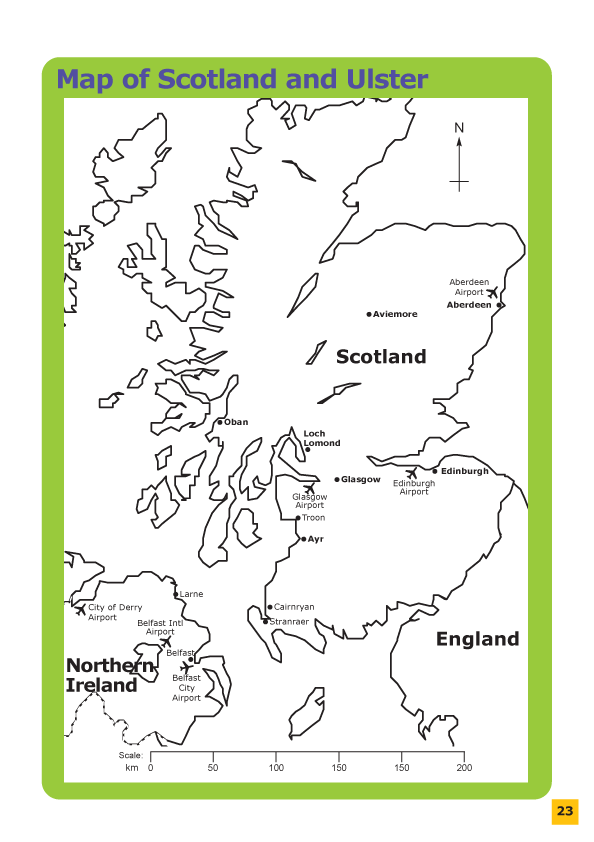 Map of Scotland and Ulster
N
Aberdeen
Airport
Aberdeen
Aviemore
Scotland
Oban
Loch
Lomond
Glasgow
Edinburgh
Edinburgh
Airport
Glasgow
Airport
Troon
Ayr
Larne
City of Derry
Airport
Cairnryan
Stranraer
Belfast Intl
Airport
England
Belfast
Northern
Ireland
Belfast
City
Airport
Scale:
km 0 50 100 150 150 200
23